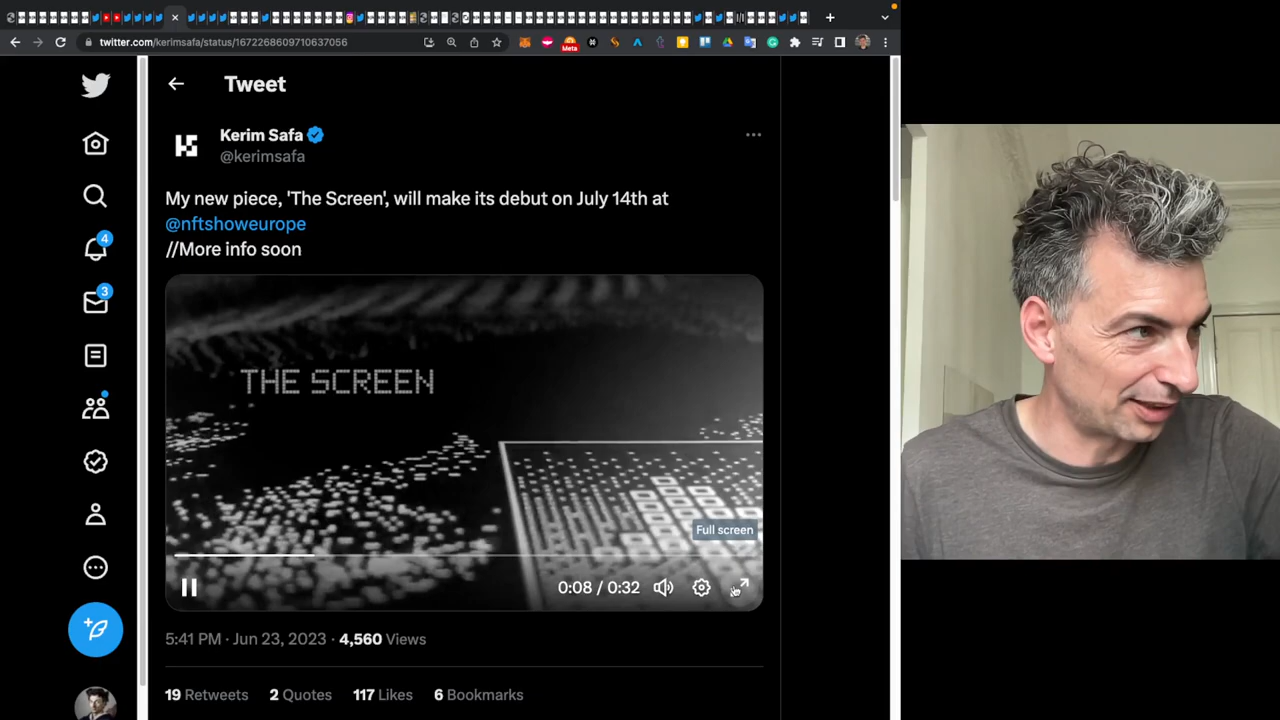 twitter.com/kerimsafa/status/1672268609710637056
meta
Tweet
Kerim Safa
@kerimsafa
My new piece, 'The Screen', will make its debut on July 14th at
@nftshoweurope
//More info soon
THE SCREEN
Full screen
0:08 / 0:32
5:41 PM · Jun 23, 2023 · 4,560 Views
19 Retweets 2 Quotes 117 Likes 6 Bookmarks
4
3